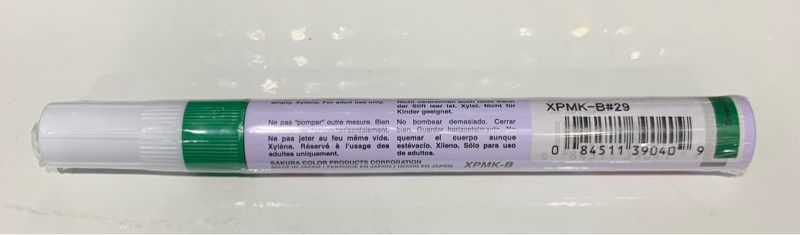 empty. Xylene. For adult use only.
Nicht verbrennen auch nicht wenn
der Stift leer ist. Xylol. Nicht für
Kinder geeignet.
Ne pas "pomper" outre mesure. Bien
horizontalement.
Ne pas jeter au feu même vide.
Xylène. Réservé à l'usage des
adultes uniquement.
No bombear demasiado. Cerrar
bien. Guardar horizontalmente. No
quemar el cuerpo aunque
estévacio. Xileno. Sólo para uso
de adultos.
SAKURA COLOR PRODUCTS CORPORATION
MADE IN JAPAN / FABRIQUÉ EN JAPON / HECHO EN JAPÓN
XPMK-B
XPMK-B#29
0 84511 39040 9